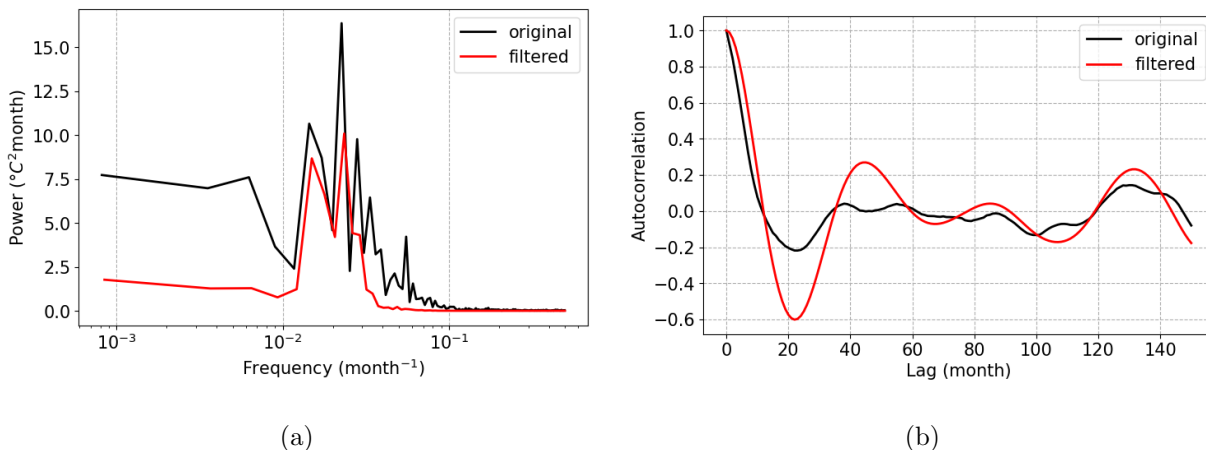 15.0
12.5
10.0
7.5
5.0
2.5
0.0
Power (°C²month)
10⁻³
10⁻²
10⁻¹
Frequency (month⁻¹)
original
filtered
(a)
1.0
0.8
0.6
0.4
0.2
0.0
−0.2
−0.4
−0.6
Autocorrelation
0 20 40 60 80 100 120 140
Lag (month)
original
filtered
(b)